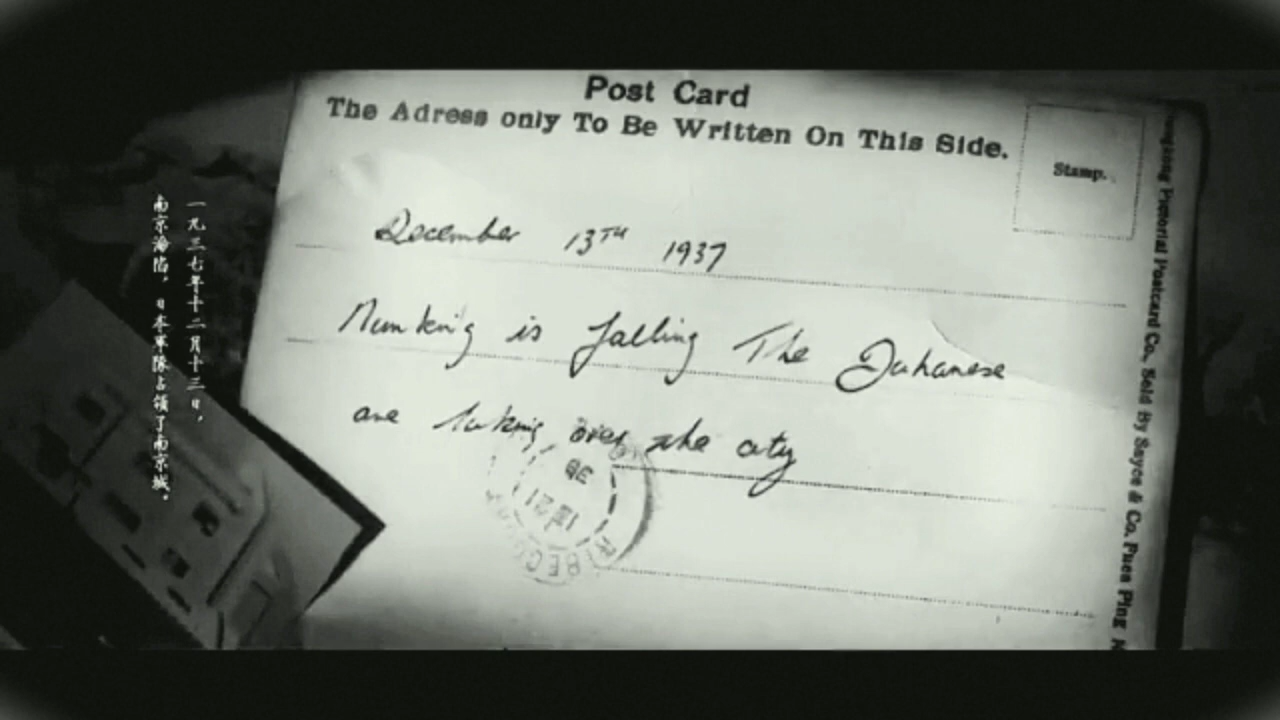 Post Card
The Adress only To Be Written On This Side.
Stamp.
December 13TH 1937
Nanking is falling The Japanese
are taking over the city
一九三七年十二月十三日，
南京淪陷，日本軍隊占領了南京城。
Pictorial Postcard Co. Sold By Sayce & Co.